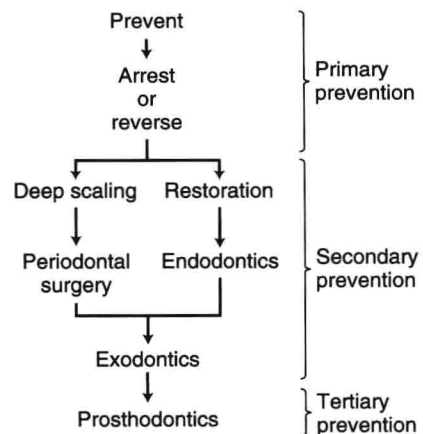 Prevent
Arrest
or
reverse
Primary
prevention
Deep scaling
Restoration
Periodontal
surgery
Endodontics
Secondary
prevention
Exodontics
Prosthodontics
Tertiary
prevention